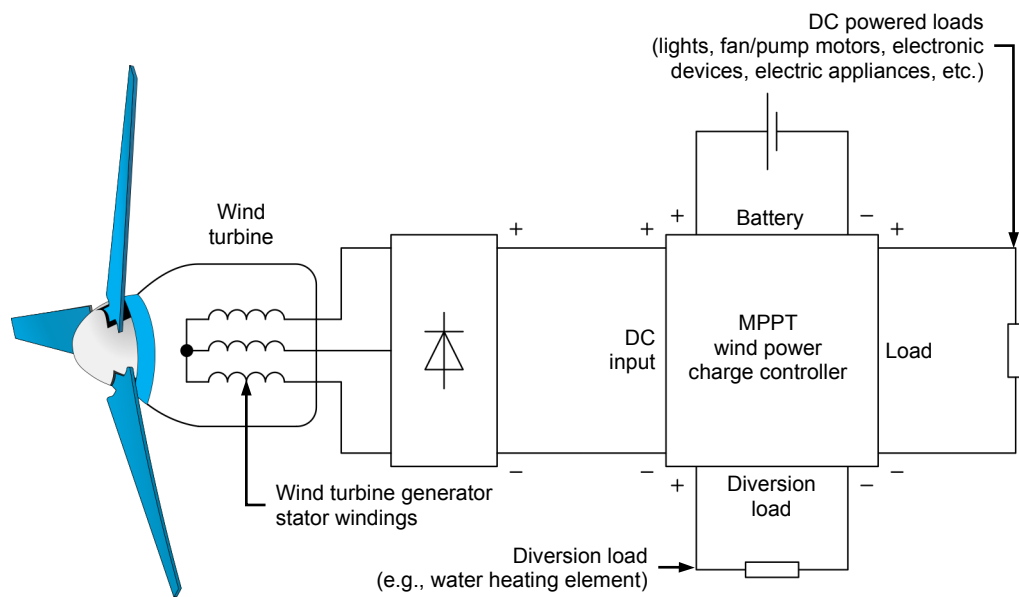 DC powered loads
(lights, fan/pump motors, electronic
devices, electric appliances, etc.)
Wind
turbine
+
+
+
Battery
−
+
DC
input
MPPT
wind power
charge controller
Load
−
−
+
Diversion
load
−
−
Wind turbine generator
stator windings
Diversion load
(e.g., water heating element)